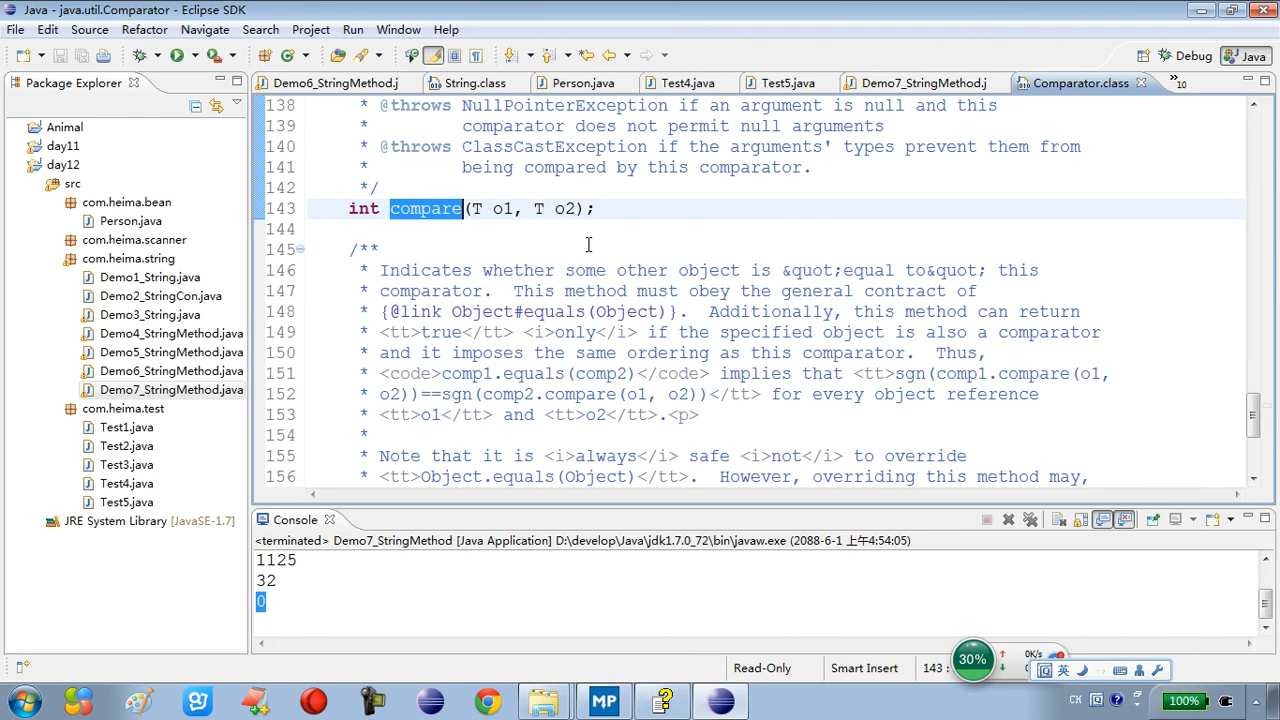 Java - java.util.Comparator - Eclipse SDK
File Edit Source Refactor Navigate Search Project Run Window Help
Debug Java
Package Explorer
Animal
day11
day12
src
com.heima.bean
Person.java
com.heima.scanner
com.heima.string
Demo1_String.java
Demo2_StringCon.java
Demo3_String.java
Demo4_StringMethod.java
Demo5_StringMethod.java
Demo6_StringMethod.java
Demo7_StringMethod.java
com.heima.test
Test1.java
Test2.java
Test3.java
Test4.java
Test5.java
JRE System Library [JavaSE-1.7]
Demo6_StringMethod.j String.class Person.java Test4.java Test5.java Demo7_StringMethod.j Comparator.class »10
138 * @throws NullPointerException if an argument is null and this
139 * comparator does not permit null arguments
140 * @throws ClassCastException if the arguments' types prevent them from
141 * being compared by this comparator.
142 */
143 int compare(T o1, T o2);
144
145 /**
146 * Indicates whether some other object is &quot;equal to&quot; this
147 * comparator.  This method must obey the general contract of
148 * {@link Object#equals(Object)}.  Additionally, this method can return
149 * <tt>true</tt> <i>only</i> if the specified object is also a comparator
150 * and it imposes the same ordering as this comparator.  Thus,
151 * <code>comp1.equals(comp2)</code> implies that <tt>sgn(comp1.compare(o1,
152 * o2))==sgn(comp2.compare(o1, o2))</tt> for every object reference
153 * <tt>o1</tt> and <tt>o2</tt>.<p>
154 *
155 * Note that it is <i>always</i> safe <i>not</i> to override
156 * <tt>Object.equals(Object)</tt>.  However, overriding this method may,
Console
<terminated> Demo7_StringMethod [Java Application] D:\develop\Java\jdk1.7.0_72\bin\javaw.exe (2088-6-1 上午4:54:05)
1125
32
0
Read-Only Smart Insert 143 :
30% 0K/s
英
MP
CH 100%